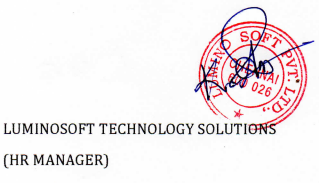 LUMINO SOFT PVT. LTD.,
026
LUMINOSOFT TECHNOLOGY SOLUTIONS
(HR MANAGER)